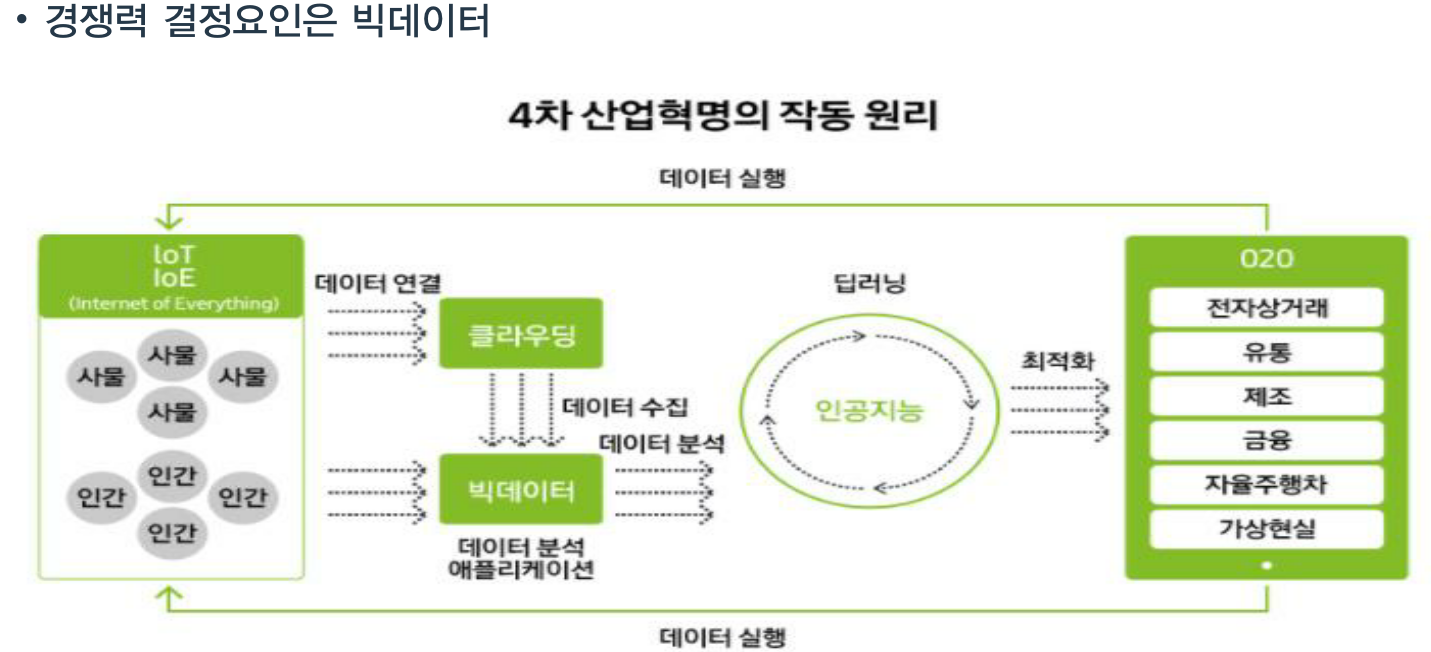 • 경쟁력 결정요인은 빅데이터
4차 산업혁명의 작동 원리
데이터 실행
IoT
IoE
(Internet of Everything)
사물
사물
사물
사물
인간
인간
인간
인간
데이터 연결
클라우딩
데이터 수집
데이터 분석
빅데이터
데이터 분석
애플리케이션
딥러닝
인공지능
최적화
O2O
전자상거래
유통
제조
금융
자율주행차
가상현실
데이터 실행